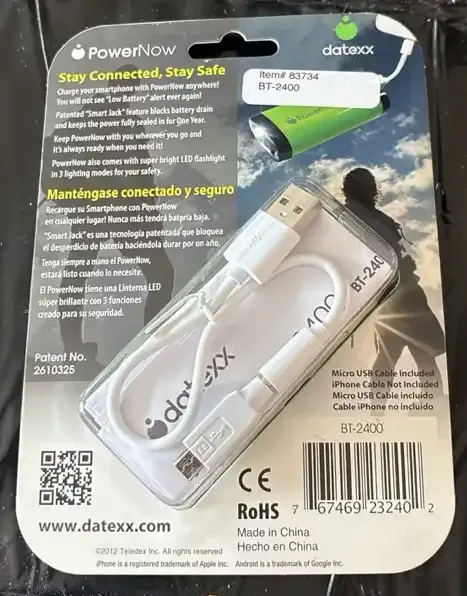 PowerNow
datexx
Stay Connected, Stay Safe
Charge your smartphone with PowerNow anywhere!
You will not see "Low Battery" alert ever again!
Patented "Smart Jack" feature blocks battery drain
and keeps the power fully sealed in for One Year.
Keep PowerNow with you wherever you go and
it's always ready when you need it!
PowerNow also comes with super bright LED flashlight
in 3 lighting modes for your safety.
Item# 83734
BT-2400
PowerNow
Manténgase conectado y seguro
Recargue su Smartphone con PowerNow
en cualquier lugar! Nunca más tendrá batería baja.
"Smart Jack" es una tecnología patentada que bloquea
el desperdicio de batería haciendola durar por un año.
Tenga siempre a mano el PowerNow,
estará listo cuando lo necesite.
El PowerNow tiene una Linterna LED
súper brillante con 3 funciones
creado para su seguridad.
Patent No.
2610325
datexx
BT-240
400
Micro USB Cable Included
iPhone Cable Not Included
Micro USB Cable incluido
Cable iPhone no incluido
BT-2400
www.datexx.com
CE
RoHS
Made in China
Hecho en China
7 67469 23240 2
©2012 Teledex Inc. All rights reserved
iPhone is a registered trademark of Apple Inc. Android is a trademark of Google Inc.